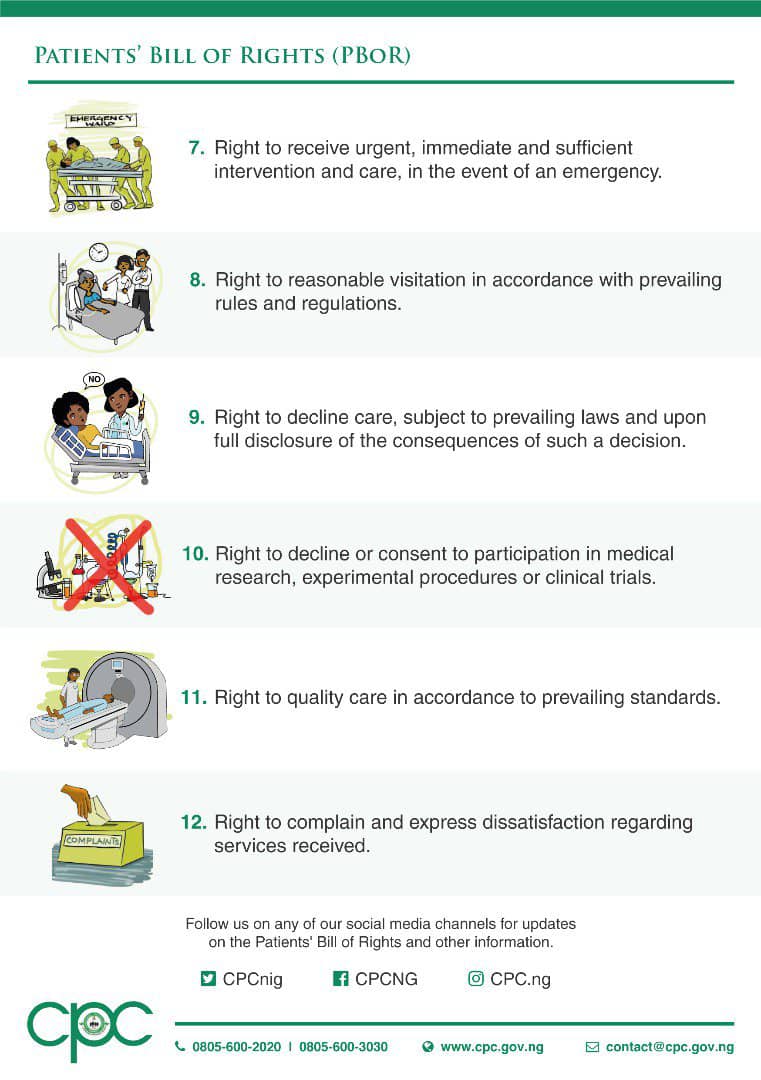 PATIENTS' BILL OF RIGHTS (PBOR)
EMERGENCY
WARD
7. Right to receive urgent, immediate and sufficient
intervention and care, in the event of an emergency.
8. Right to reasonable visitation in accordance with prevailing
rules and regulations.
NO
9. Right to decline care, subject to prevailing laws and upon
full disclosure of the consequences of such a decision.
10. Right to decline or consent to participation in medical
research, experimental procedures or clinical trials.
11. Right to quality care in accordance to prevailing standards.
COMPLAINTS
12. Right to complain and express dissatisfaction regarding
services received.
Follow us on any of our social media channels for updates
on the Patients' Bill of Rights and other information.
CPCnig CPCNG CPC.ng
cpc
0805-600-2020 | 0805-600-3030 www.cpc.gov.ng contact@cpc.gov.ng